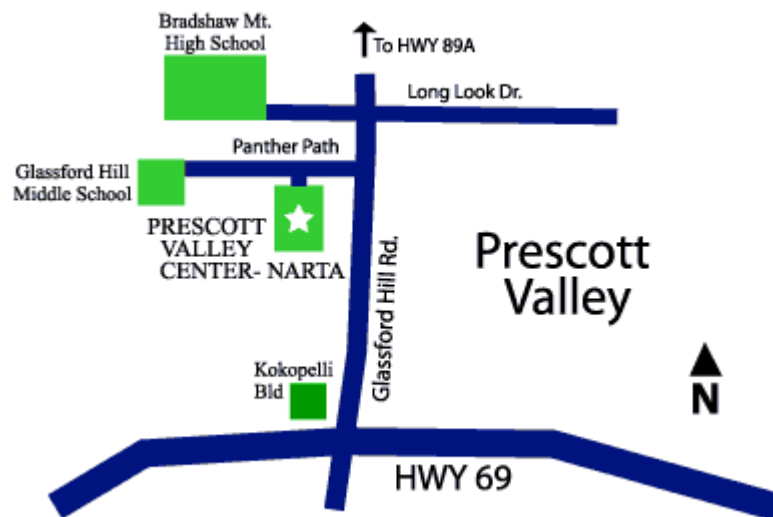 Bradshaw Mt.
High School
To HWY 89A
Long Look Dr.
Panther Path
Glassford Hill
Middle School
PRESCOTT
VALLEY
CENTER- NARTA
Glassford Hill Rd.
Prescott
Valley
Kokopelli
Bld
N
HWY 69